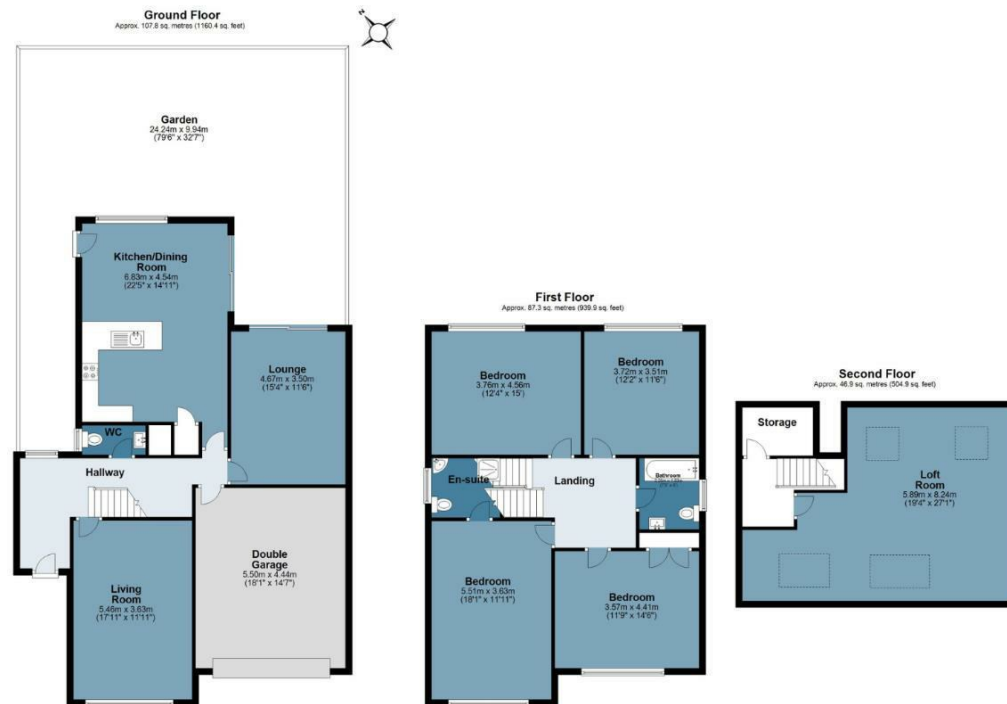 Ground Floor
Approx. 107.8 sq. metres (1160.4 sq. feet)
N
Garden
24.24m x 9.94m
(79'6" x 32'7")
Kitchen/Dining
Room
6.83m x 4.54m
(22'5" x 14'11")
Lounge
4.67m x 3.50m
(15'4" x 11'6")
WC
Hallway
Living
Room
5.46m x 3.63m
(17'11" x 11'11")
Double
Garage
5.50m x 4.44m
(18'1" x 14'7")
First Floor
Approx. 87.3 sq. metres (939.9 sq. feet)
Bedroom
3.76m x 4.56m
(12'4" x 15')
Bedroom
3.72m x 3.51m
(12'2" x 11'6")
En-suite
Landing
Bathroom
Bedroom
5.51m x 3.63m
(18'1" x 11'11")
Bedroom
3.57m x 4.41m
(11'9" x 14'6")
Second Floor
Approx. 46.9 sq. metres (504.9 sq. feet)
Storage
Loft
Room
5.89m x 8.24m
(19'4" x 27'1")